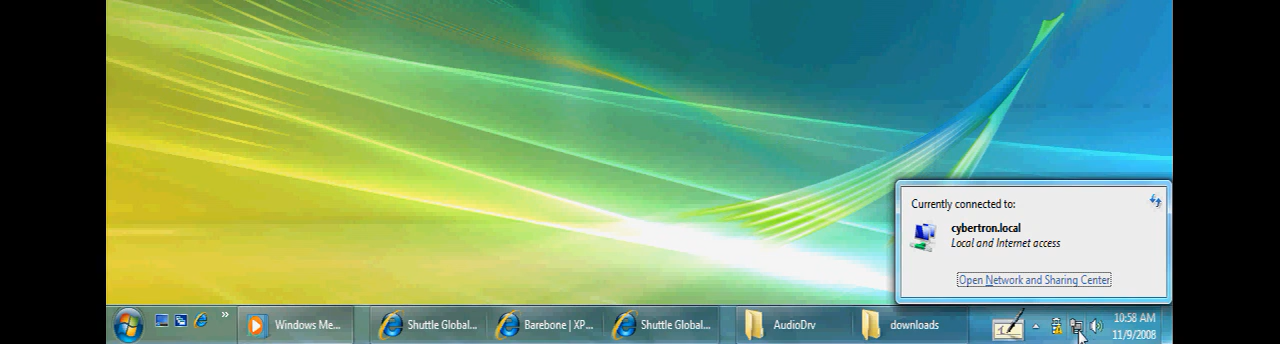 Currently connected to:
cybertron.local
Local and Internet access
Open Network and Sharing Center
» Windows Me... Shuttle Global... Barebone | XP... Shuttle Global... AudioDrv downloads 10:58 AM
11/9/2008